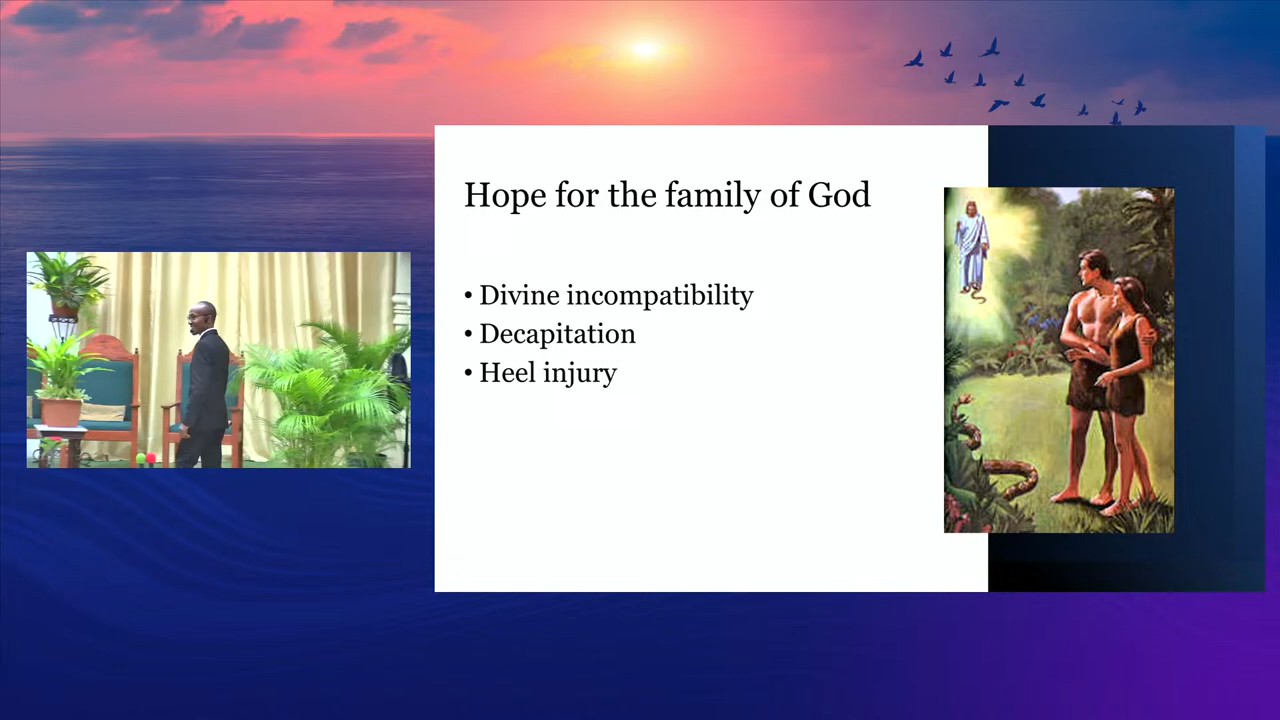 Hope for the family of God
• Divine incompatibility
• Decapitation
• Heel injury